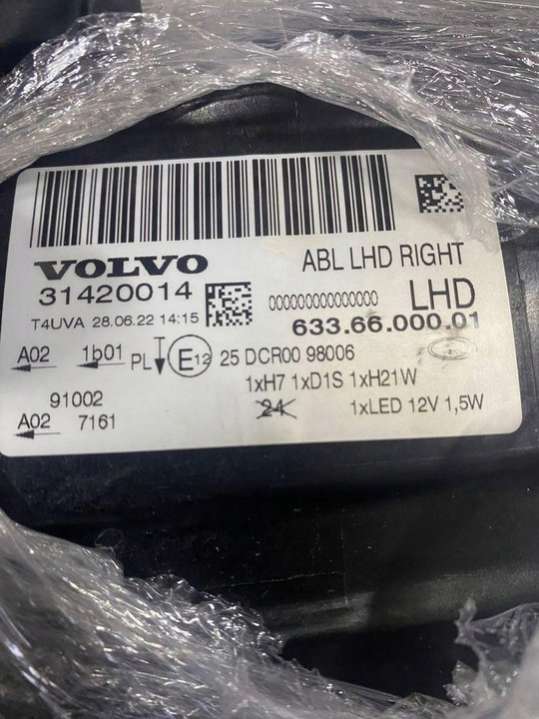 VOLVO
ABL LHD RIGHT
31420014
000000000000000 LHD
T4UVA 28.06.22 14:15
633.66.000.01
A02 1b01 PL E12 25 DCR00 98006
1xH7 1xD1S 1xH21W
91002
24 1xLED 12V 1,5W
A02 7161